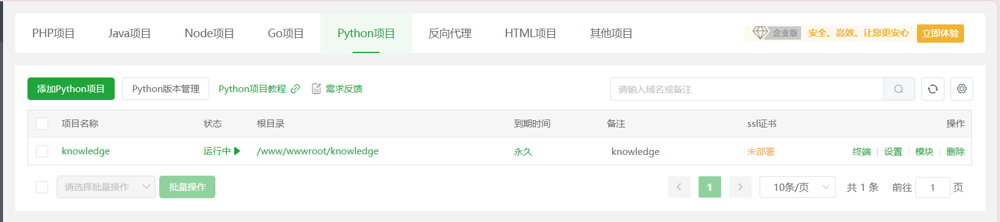 PHP项目 Java项目 Node项目 Go项目 Python项目 反向代理 HTML项目 其他项目 企业版 安全、高效、让您更安心 立即体验
添加Python项目 Python版本管理 Python项目教程 需求反馈 请输入域名或备注
项目名称 状态 根目录 到期时间 备注 ssl证书 操作
knowledge 运行中 /www/wwwroot/knowledge 永久 knowledge 未部署 终端 | 设置 | 模块 | 删除
请选择批量操作 批量操作 1 10条/页 共 1 条 前往 1 页